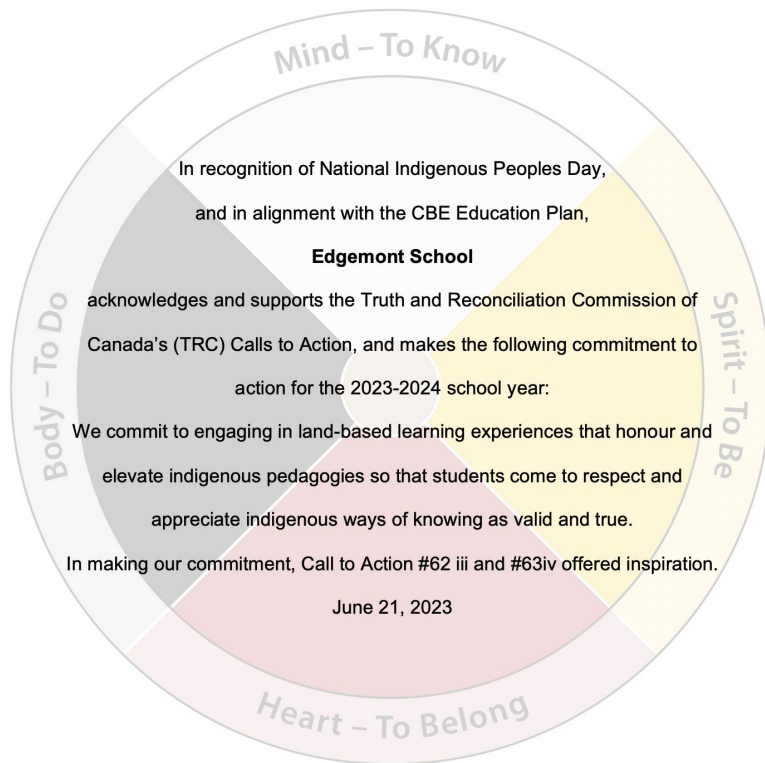 Mind – To Know
In recognition of National Indigenous Peoples Day,
and in alignment with the CBE Education Plan,
Edgemont School
acknowledges and supports the Truth and Reconciliation Commission of
Canada's (TRC) Calls to Action, and makes the following commitment to
action for the 2023-2024 school year:
We commit to engaging in land-based learning experiences that honour and
elevate indigenous pedagogies so that students come to respect and
appreciate indigenous ways of knowing as valid and true.
In making our commitment, Call to Action #62 iii and #63iv offered inspiration.
June 21, 2023
Body – To Do
Spirit – To Be
Heart – To Belong